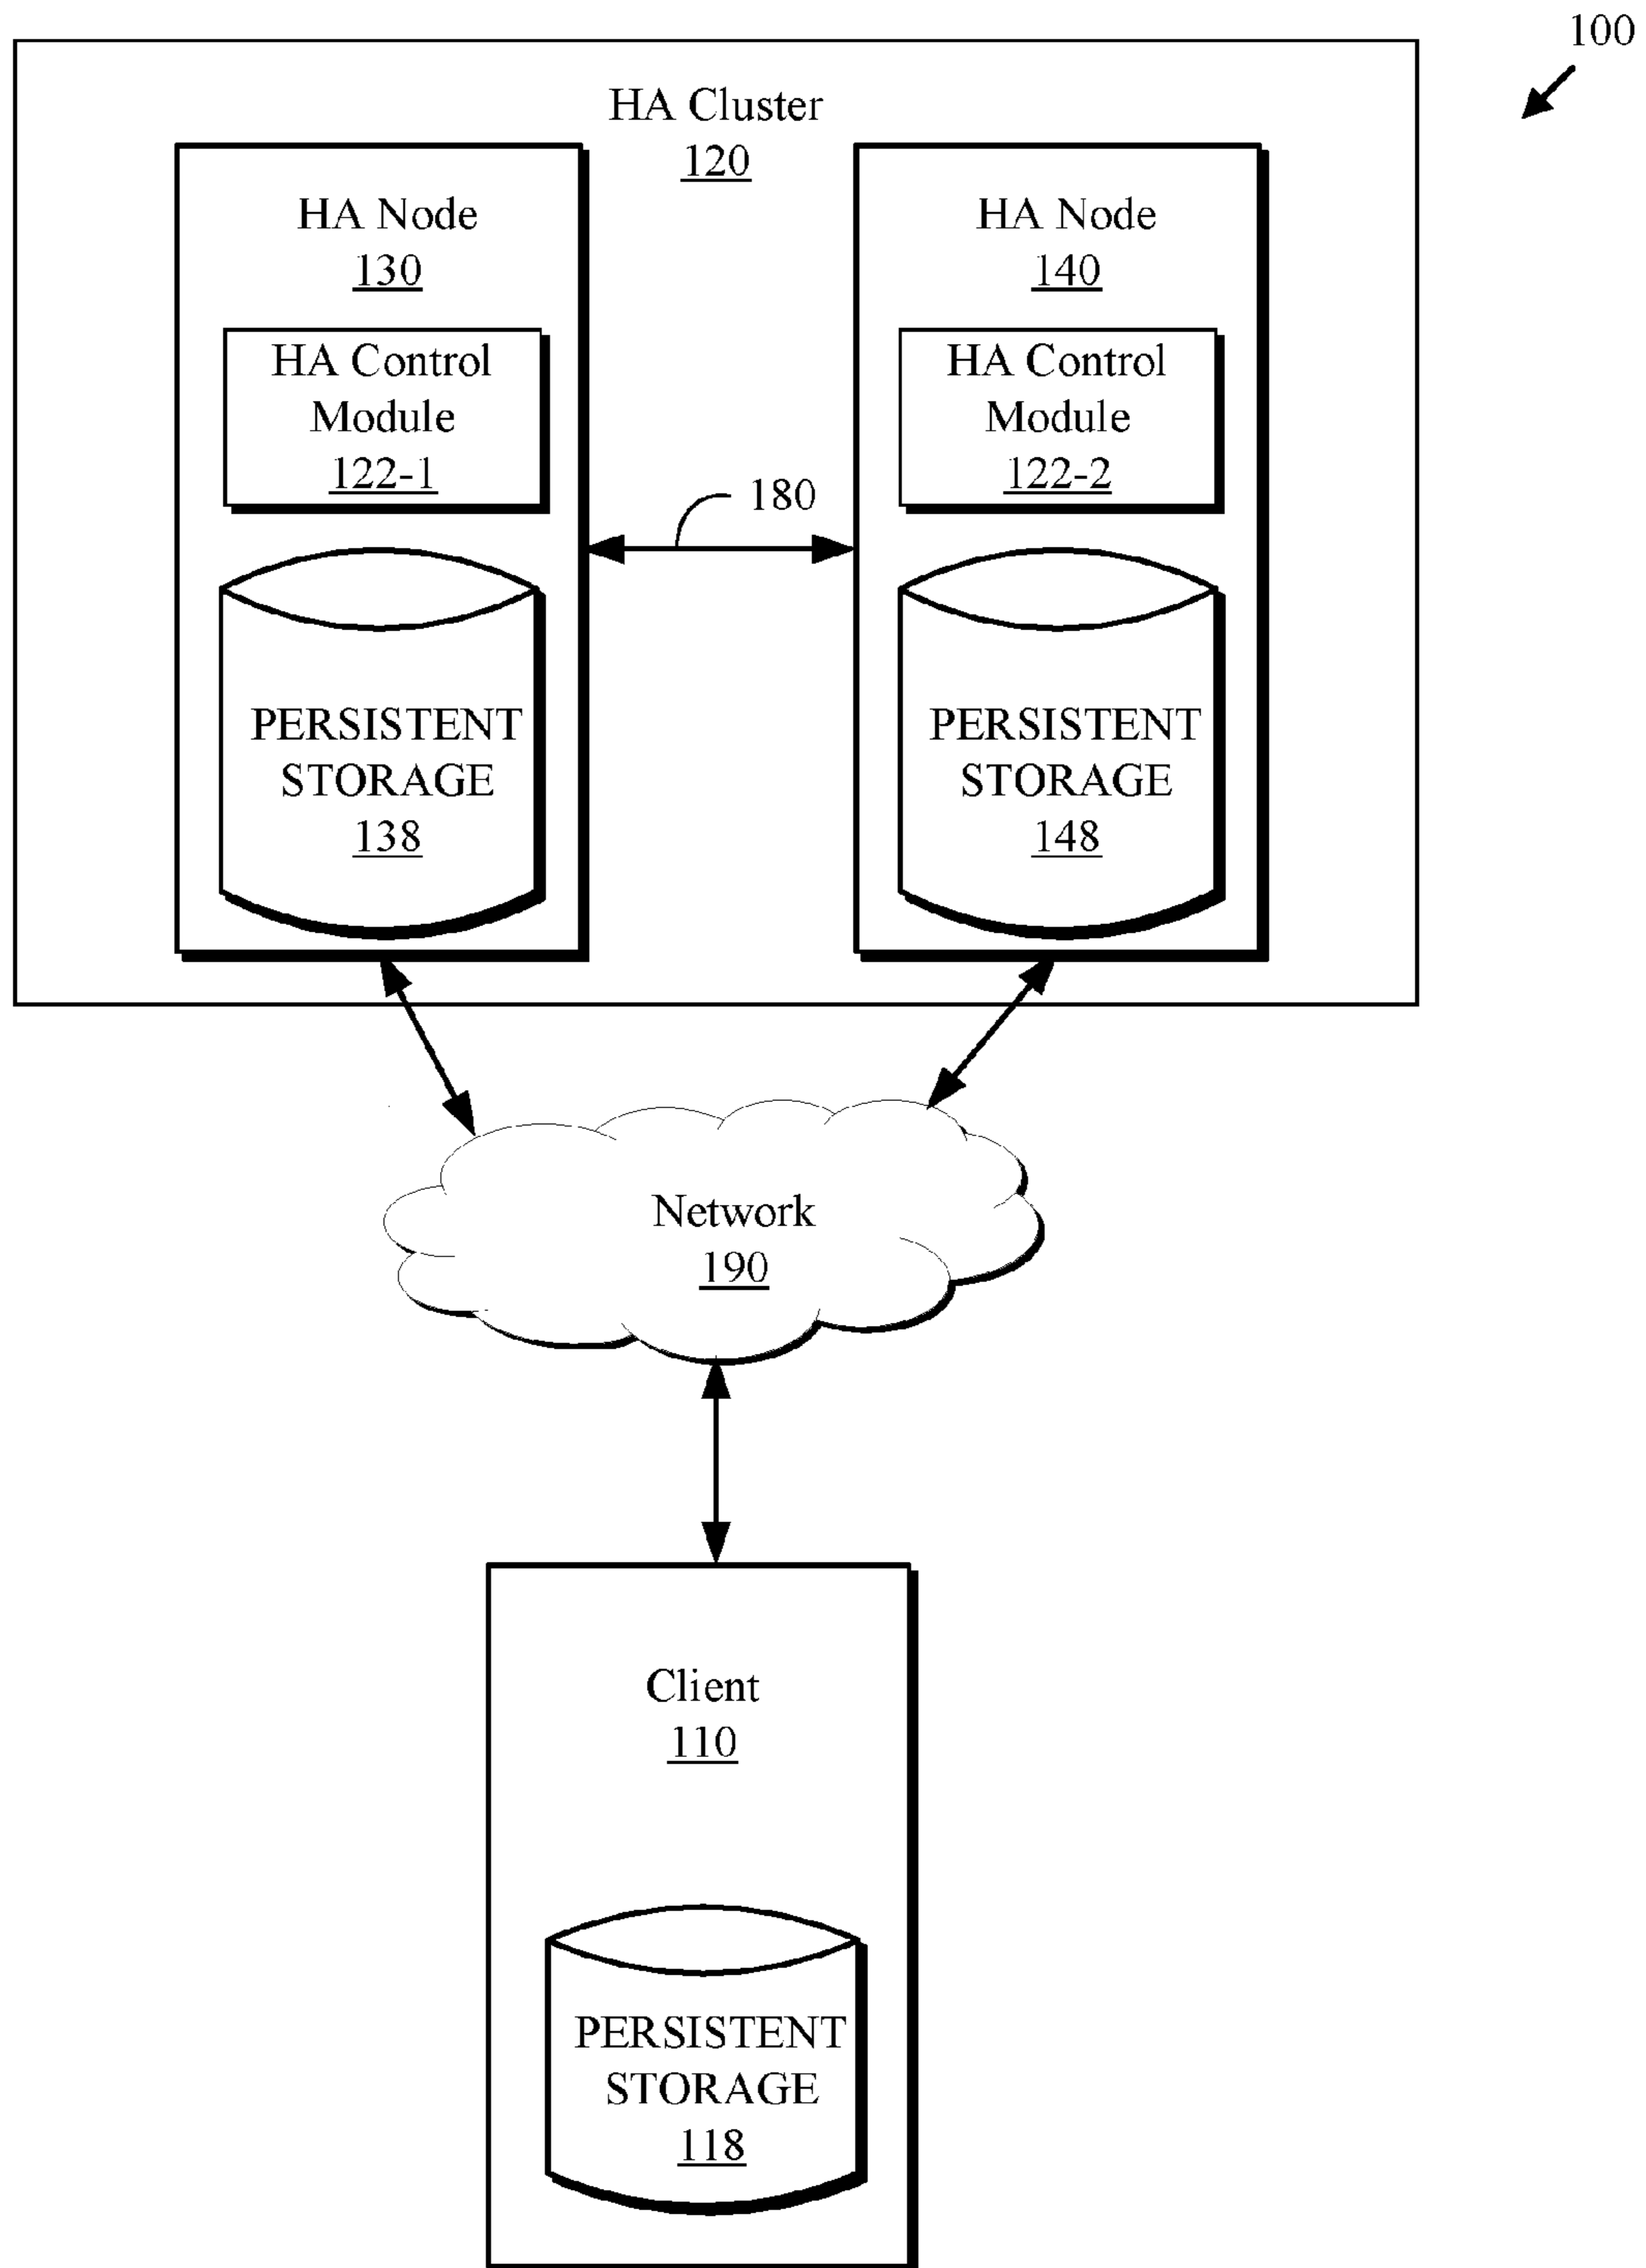 100
HA Cluster
120
HA Node
130
HA Control
Module
122-1
PERSISTENT
STORAGE
138
180
HA Node
140
HA Control
Module
122-2
PERSISTENT
STORAGE
148
Network
190
Client
110
PERSISTENT
STORAGE
118